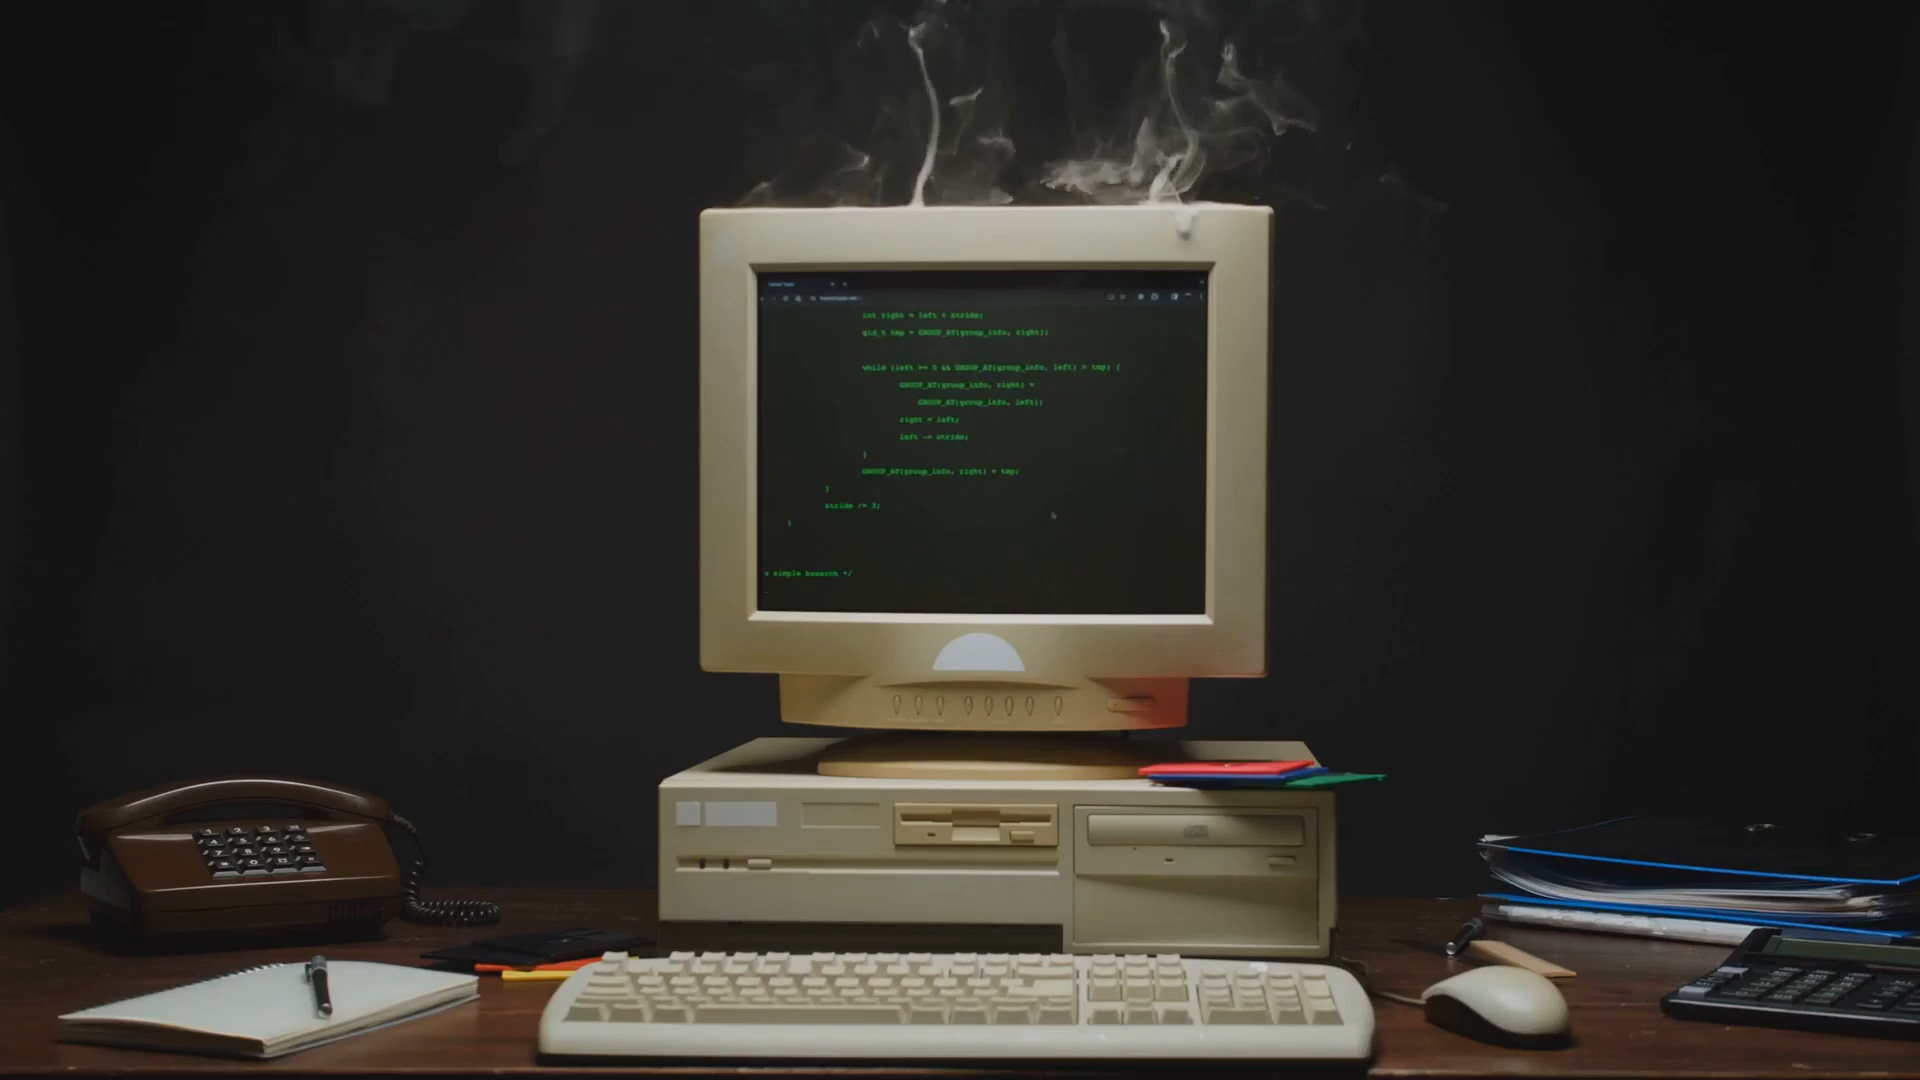 int right = left + stride;
gid_t tmp = GROUP_AT(group_info, right);
while (left >= 0 && GROUP_AT(group_info, left) > tmp) {
GROUP_AT(group_info, right) =
GROUP_AT(group_info, left);
right = left;
left -= stride;
}
GROUP_AT(group_info, right) = tmp;
}
stride /= 3;
}
a simple bsearch */